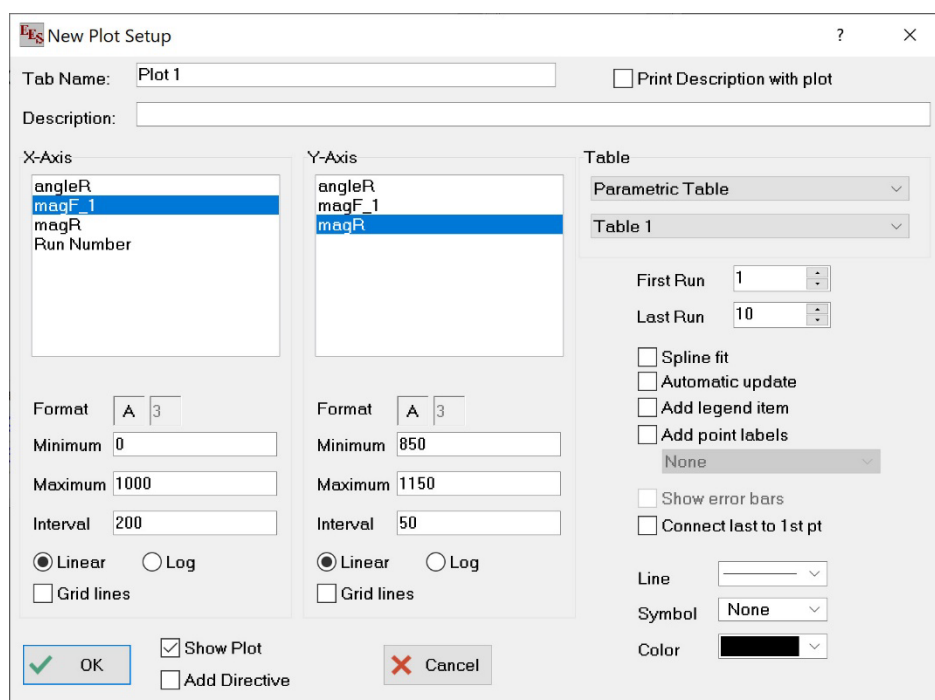 EES New Plot Setup ?
Tab Name: Plot 1 Print Description with plot
Description:
X-Axis
angleR
magF_1
magR
Run Number
Format A 3
Minimum 0
Maximum 1000
Interval 200
Linear Log
Grid lines
Y-Axis
angleR
magF_1
magR
Format A 3
Minimum 850
Maximum 1150
Interval 50
Linear Log
Grid lines
Table
Parametric Table
Table 1
First Run 1
Last Run 10
Spline fit
Automatic update
Add legend item
Add point labels
None
Show error bars
Connect last to 1st pt
Line
Symbol None
Color
OK
Show Plot
Add Directive
Cancel